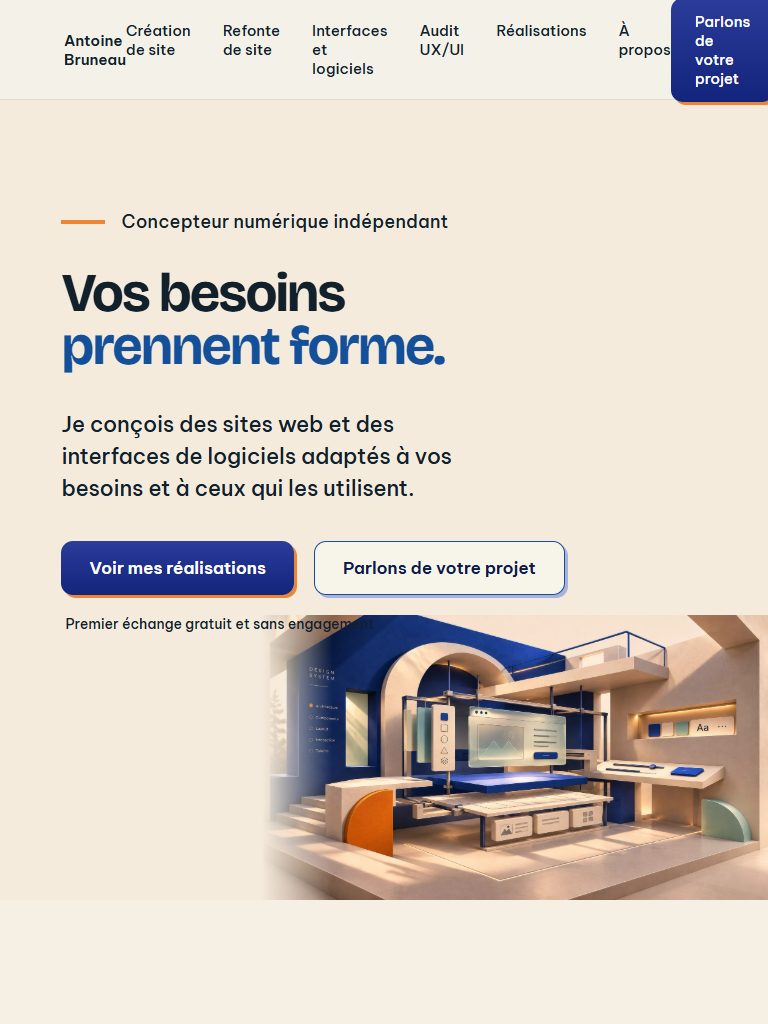 Antoine
Bruneau
Création
de site
Refonte
de site
Interfaces
et
logiciels
Audit
UX/UI
Réalisations
À
propos
Parlons
de
votre
projet
Concepteur numérique indépendant
Vos besoins
prennent forme.
Je conçois des sites web et des
interfaces de logiciels adaptés à vos
besoins et à ceux qui les utilisent.
Voir mes réalisations
Parlons de votre projet
Premier échange gratuit et sans engagement
DESIGN
SYSTEM
Aa